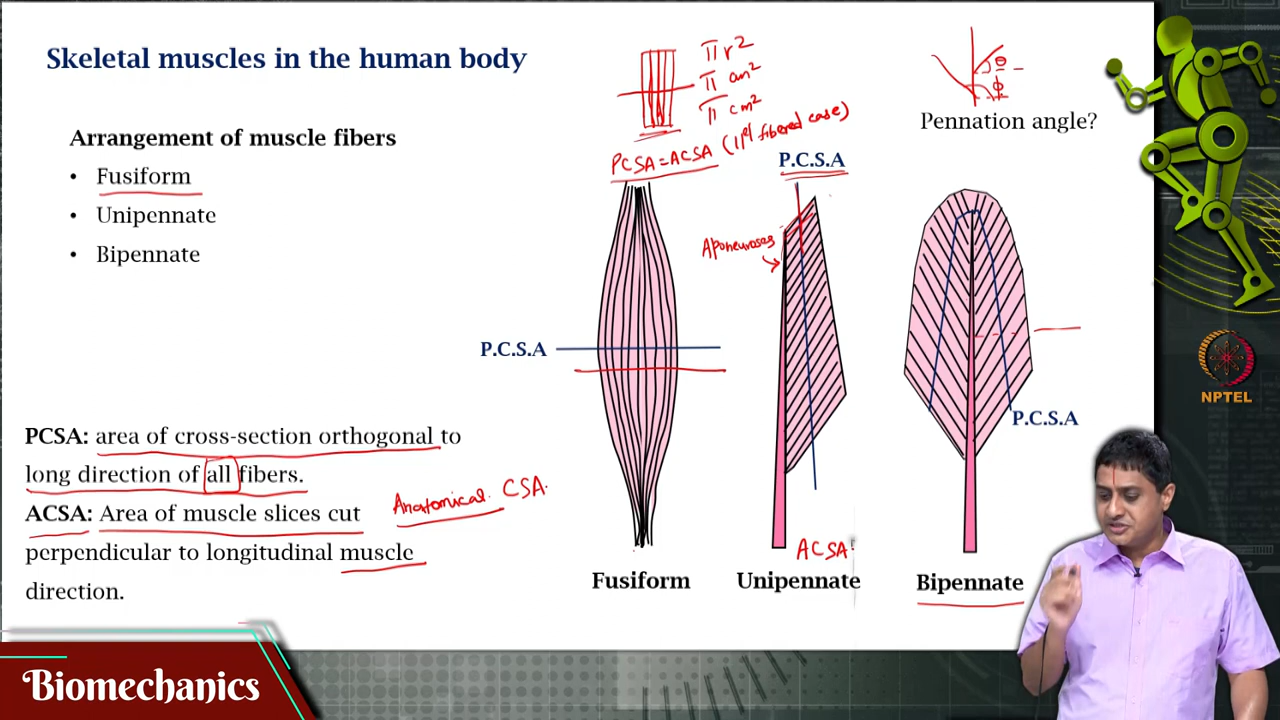 Skeletal muscles in the human body
Arrangement of muscle fibers
• Fusiform
• Unipennate
• Bipennate
PCSA: area of cross-section orthogonal to
long direction of all fibers.
ACSA: Area of muscle slices cut
perpendicular to longitudinal muscle
direction.
Anatomical CSA.
πr²
π cm²
PCSA=ACSA (11el fibered case)
P.C.S.A
P.C.S.A
Aponeuroses
ACSA
θ
φ
Pennation angle?
P.C.S.A
Fusiform
Unipennate
Bipennate
NPTEL
Biomechanics